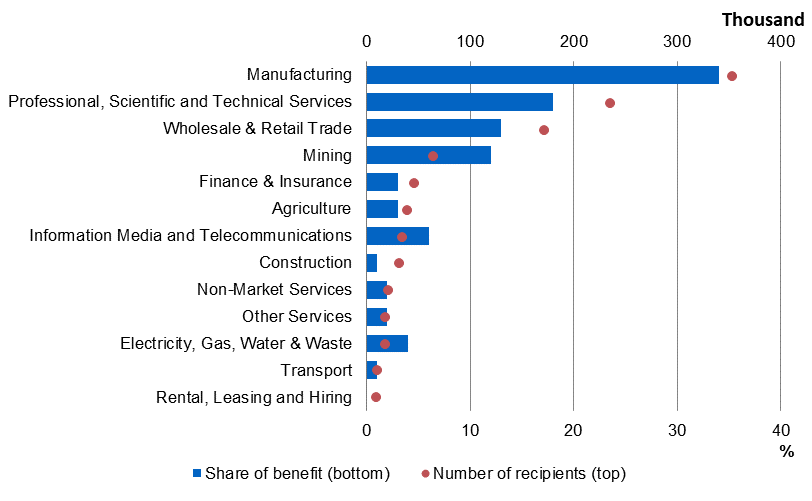 Thousand
0 100 200 300 400
Manufacturing
Professional, Scientific and Technical Services
Wholesale & Retail Trade
Mining
Finance & Insurance
Agriculture
Information Media and Telecommunications
Construction
Non-Market Services
Other Services
Electricity, Gas, Water & Waste
Transport
Rental, Leasing and Hiring
0 10 20 30 40
%
Share of benefit (bottom) Number of recipients (top)